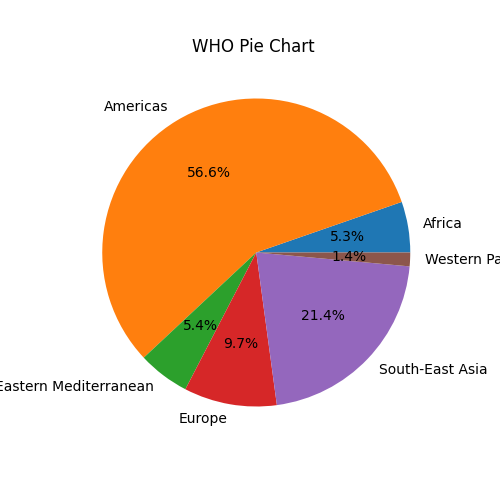 WHO Pie Chart
Americas
56.6%
Africa
5.3%
1.4%
Western Pa
21.4%
5.4%
9.7%
South-East Asia
Eastern Mediterranean
Europe